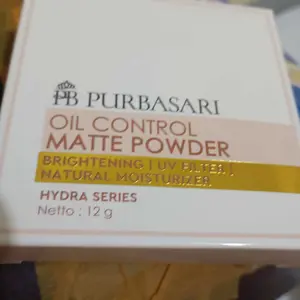 PB PURBASARI
OIL CONTROL
MATTE POWDER
BRIGHTENING | UV FILTER |
NATURAL MOISTURIZER
HYDRA SERIES
Netto : 12 g